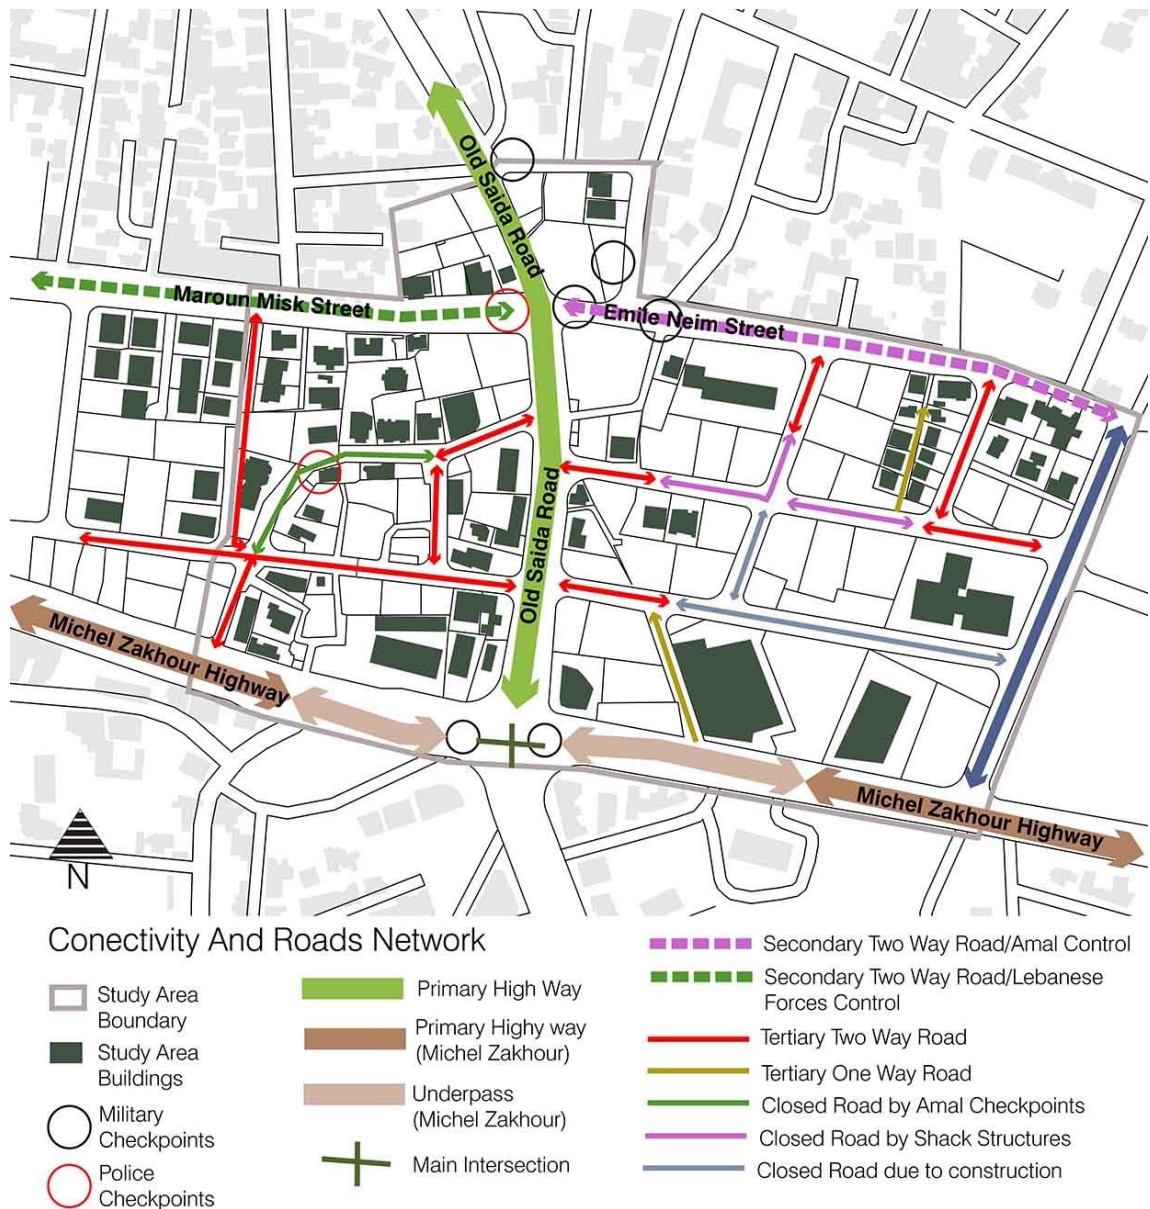 Old Saida Road
Maroun Misk Street
Emile Neim Street
Old Saida Road
Michel Zakhour Highway
Michel Zakhour Highway
N
Conectivity And Roads Network
Study Area
Boundary
Study Area
Buildings
Military
Checkpoints
Police
Checkpoints
Primary High Way
Primary Highy way
(Michel Zakhour)
Underpass
(Michel Zakhour)
Main Intersection
Secondary Two Way Road/Amal Control
Secondary Two Way Road/Lebanese
Forces Control
Tertiary Two Way Road
Tertiary One Way Road
Closed Road by Amal Checkpoints
Closed Road by Shack Structures
Closed Road due to construction